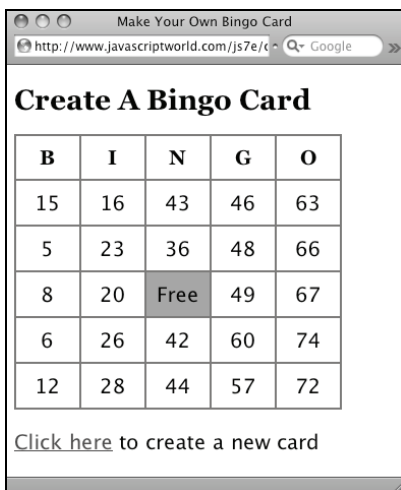 Make Your Own Bingo Card
http://www.javascriptworld.com/js7e/c Google
Create A Bingo Card
B I N G O
15 16 43 46 63
5 23 36 48 66
8 20 Free 49 67
6 26 42 60 74
12 28 44 57 72
Click here to create a new card